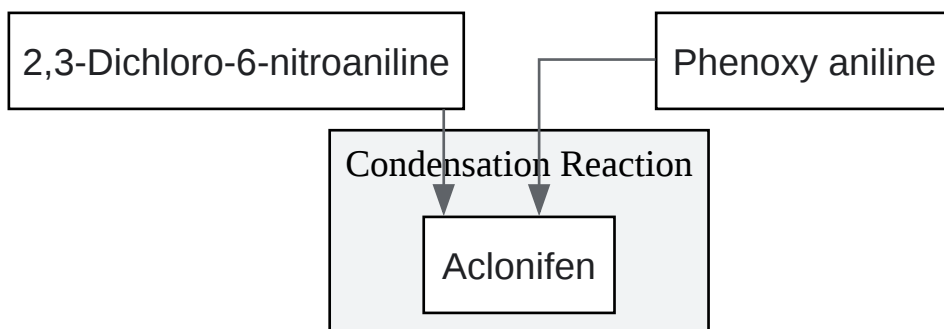 2,3-Dichloro-6-nitroaniline
Phenoxy aniline
Condensation Reaction
Aclonifen